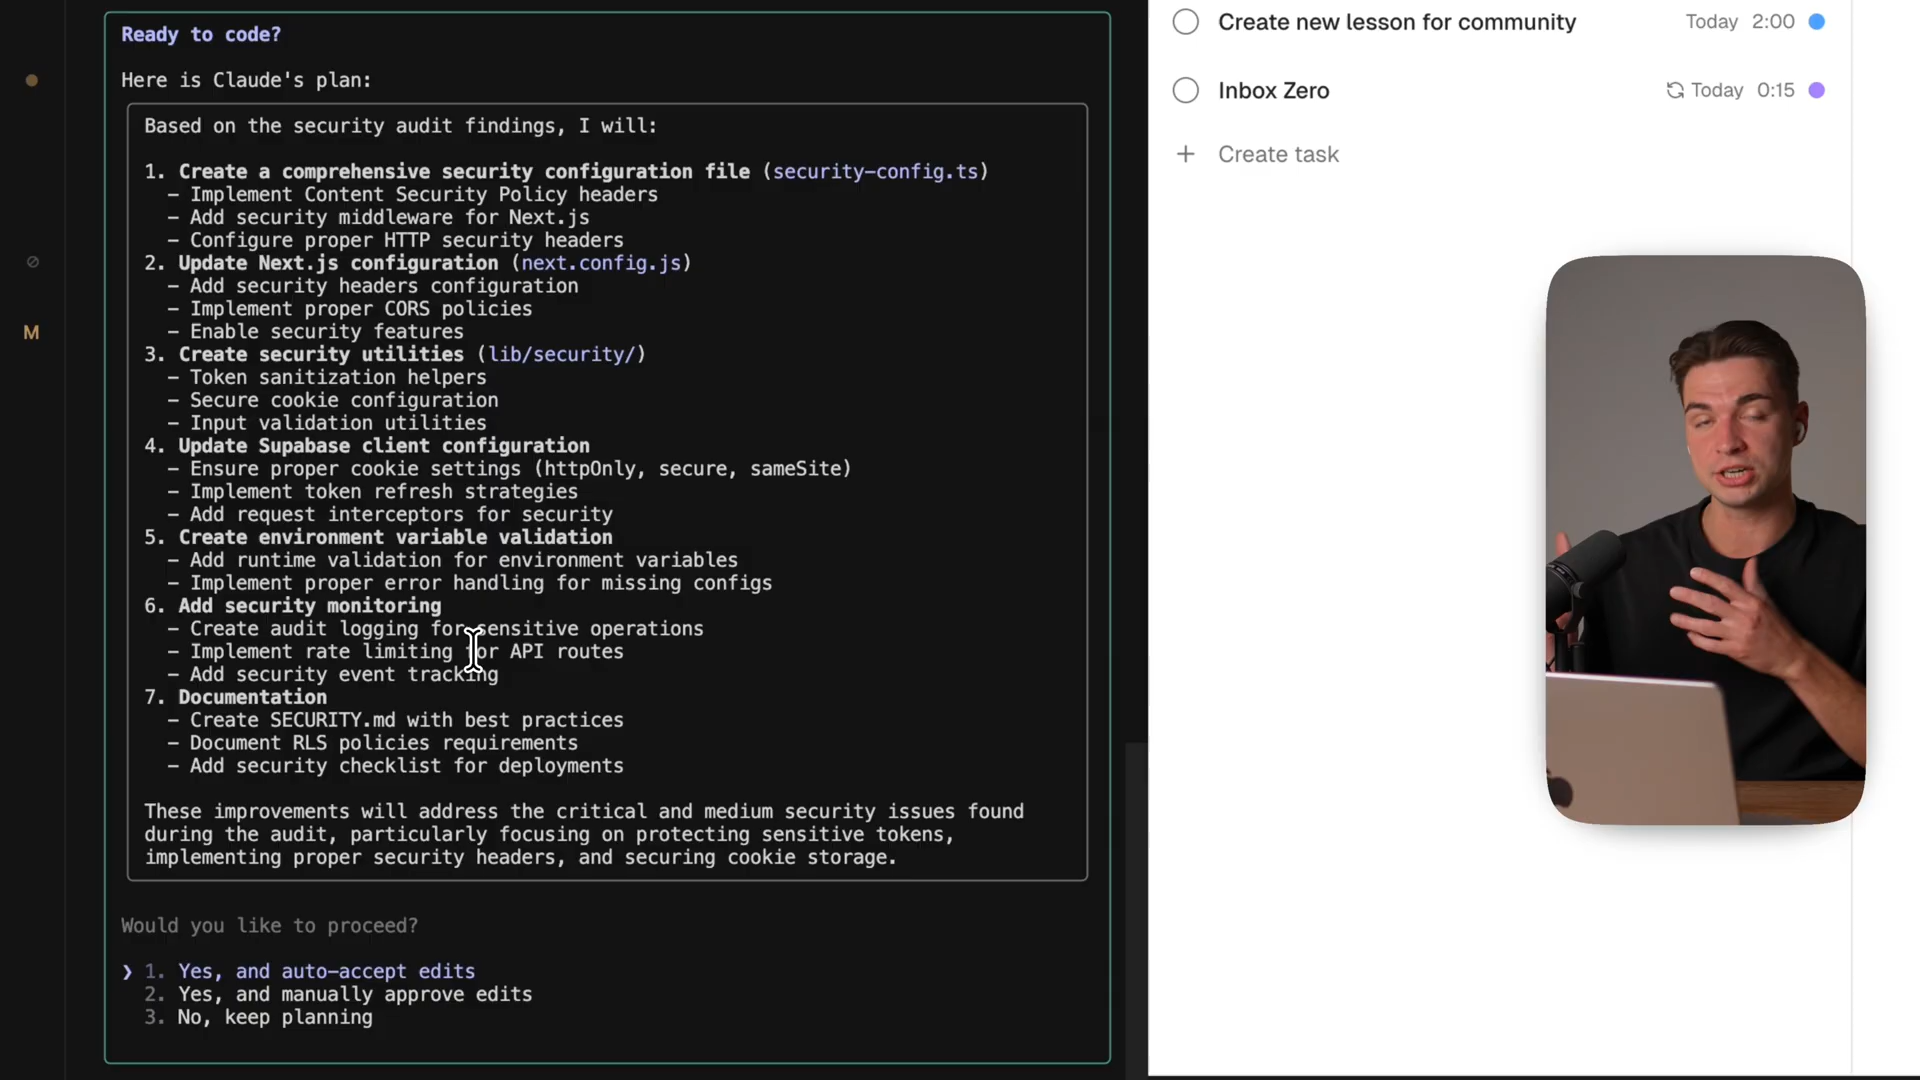 Ready to code?
Here is Claude's plan:
Based on the security audit findings, I will:
1. Create a comprehensive security configuration file (security-config.ts)
- Implement Content Security Policy headers
- Add security middleware for Next.js
- Configure proper HTTP security headers
2. Update Next.js configuration (next.config.js)
- Add security headers configuration
- Implement proper CORS policies
- Enable security features
3. Create security utilities (lib/security/)
- Token sanitization helpers
- Secure cookie configuration
- Input validation utilities
4. Update Supabase client configuration
- Ensure proper cookie settings (httpOnly, secure, sameSite)
- Implement token refresh strategies
- Add request interceptors for security
5. Create environment variable validation
- Add runtime validation for environment variables
- Implement proper error handling for missing configs
6. Add security monitoring
- Create audit logging for sensitive operations
- Implement rate limiting for API routes
- Add security event tracking
7. Documentation
- Create SECURITY.md with best practices
- Document RLS policies requirements
- Add security checklist for deployments
These improvements will address the critical and medium security issues found
during the audit, particularly focusing on protecting sensitive tokens,
implementing proper security headers, and securing cookie storage.
Would you like to proceed?
❯ 1. Yes, and auto-accept edits
2. Yes, and manually approve edits
3. No, keep planning
M
Create new lesson for community Today 2:00
Inbox Zero Today 0:15
+ Create task